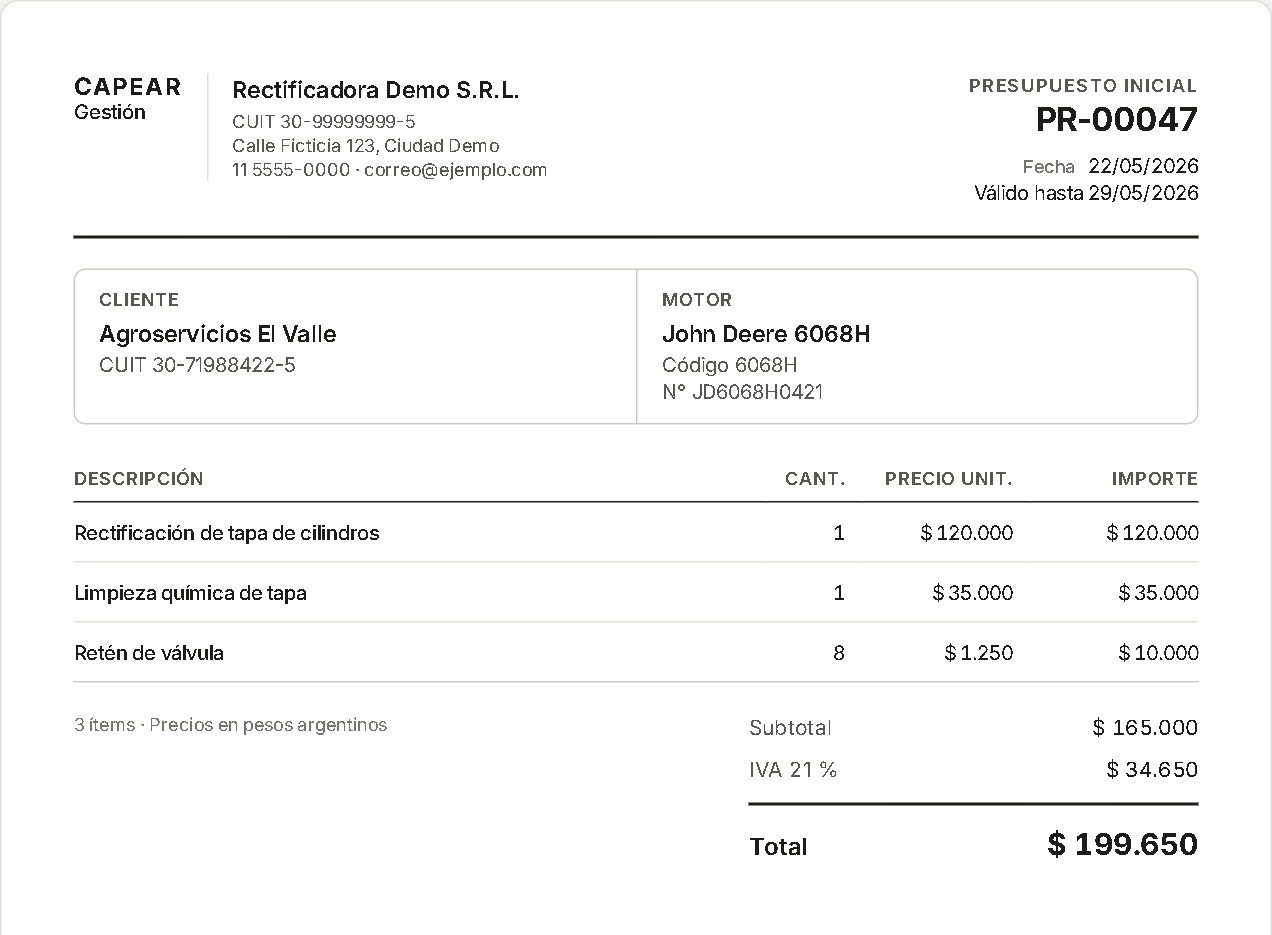 CAPEAR
Gestión
Rectificadora Demo S.R.L.
CUIT 30-99999999-5
Calle Ficticia 123, Ciudad Demo
11 5555-0000 · correo@ejemplo.com
PRESUPUESTO INICIAL
PR-00047
Fecha 22/05/2026
Válido hasta 29/05/2026
CLIENTE
Agroservicios El Valle
CUIT 30-71988422-5
MOTOR
John Deere 6068H
Código 6068H
N° JD6068H0421
DESCRIPCIÓN CANT. PRECIO UNIT. IMPORTE
Rectificación de tapa de cilindros 1 $ 120.000 $ 120.000
Limpieza química de tapa 1 $ 35.000 $ 35.000
Retén de válvula 8 $ 1.250 $ 10.000
3 ítems · Precios en pesos argentinos
Subtotal $ 165.000
IVA 21 % $ 34.650
Total $ 199.650